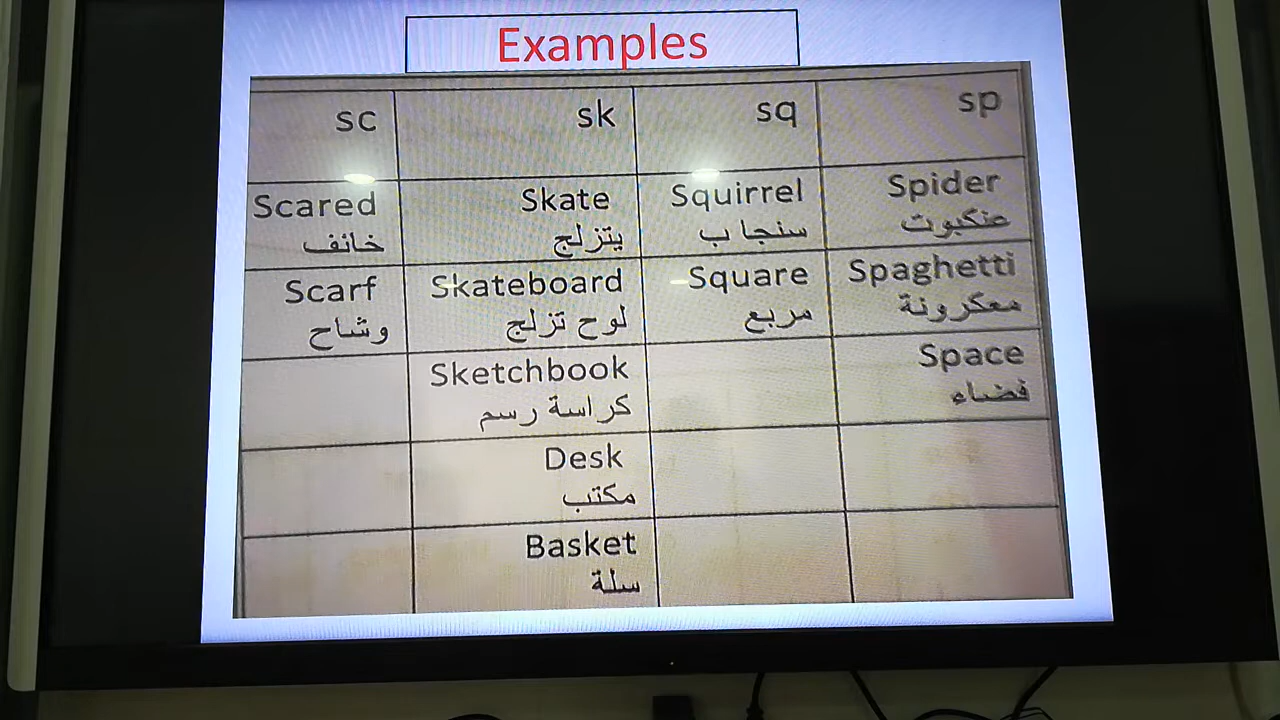 Examples
sc sk sq sp
Scared Skate Squirrel Spider
خائف يتزلج سنجا ب عنكبوت
Scarf Skateboard Square Spaghetti
وشاح لوح تزلج مربع معكرونة
Sketchbook Space
كراسة رسم فضاء
Desk
مكتب
Basket
سلة